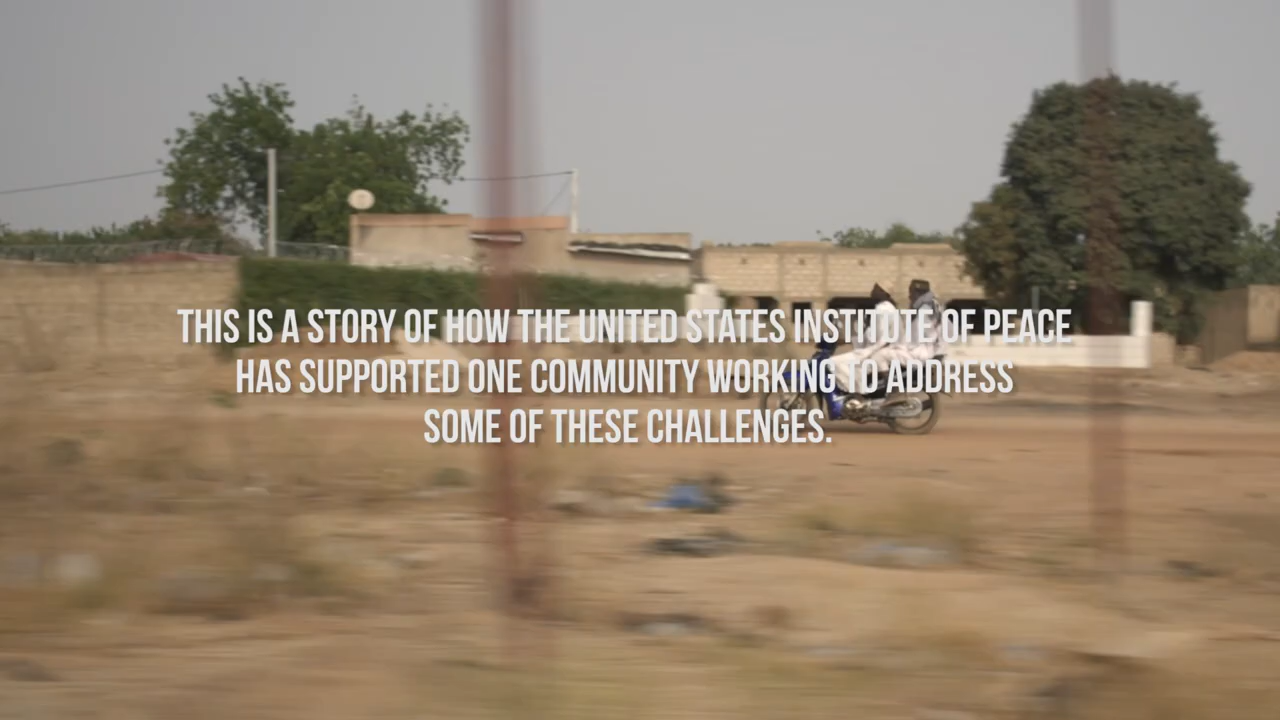 THIS IS A STORY OF HOW THE UNITED STATES INSTITUTE OF PEACE
HAS SUPPORTED ONE COMMUNITY WORKING TO ADDRESS
SOME OF THESE CHALLENGES.